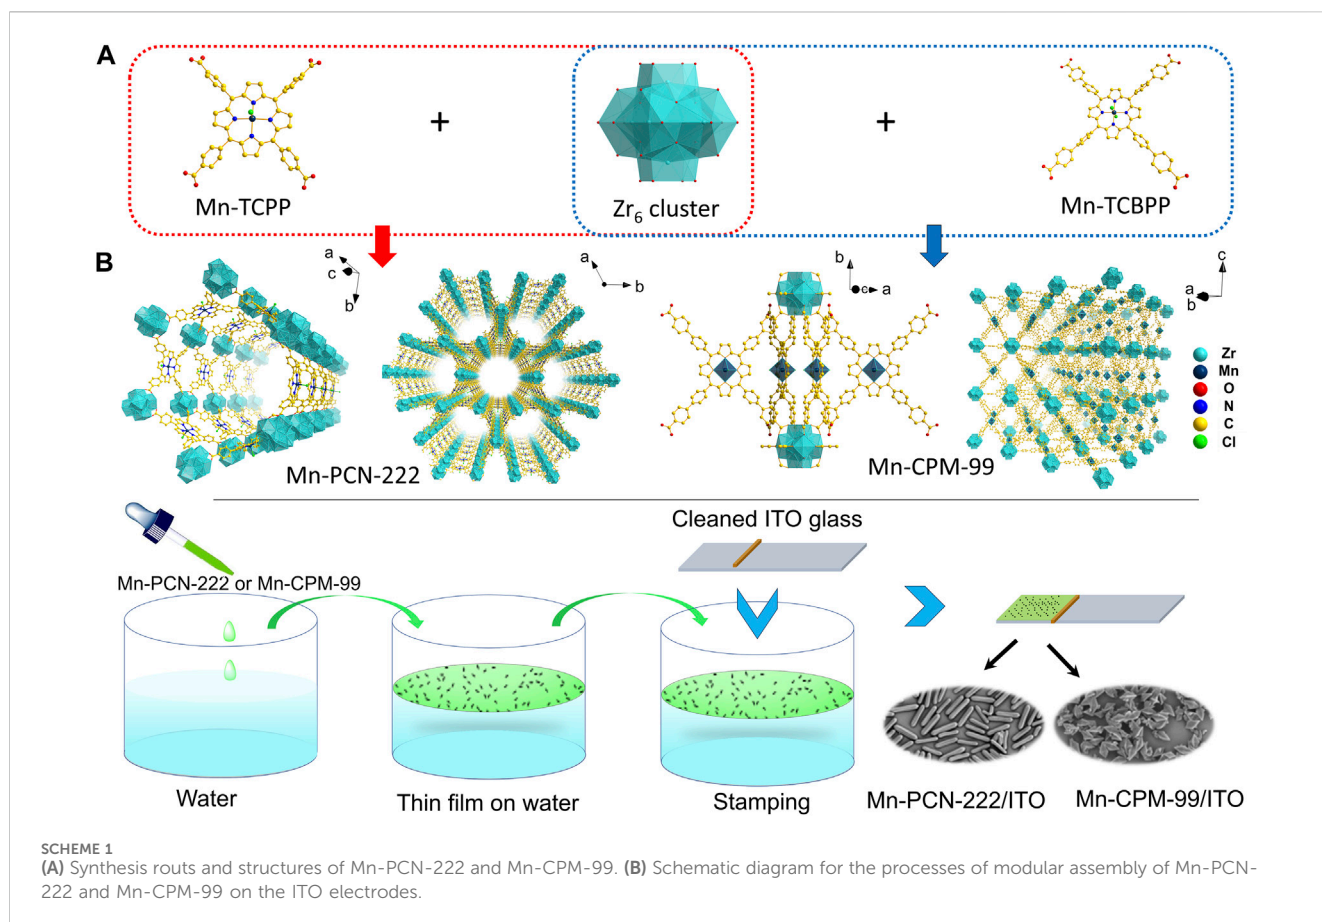 A
+
+
Mn-TCPP
Zr6 cluster
Mn-TCBPP
B
a
c
b
a
b
b
c
a
c
a
b
Zr
Mn
O
N
C
Cl
Mn-PCN-222
Mn-CPM-99
Cleaned ITO glass
Mn-PCN-222 or Mn-CPM-99
Water
Thin film on water
Stamping
Mn-PCN-222/ITO
Mn-CPM-99/ITO
SCHEME 1
(A) Synthesis routs and structures of Mn-PCN-222 and Mn-CPM-99. (B) Schematic diagram for the processes of modular assembly of Mn-PCN-
222 and Mn-CPM-99 on the ITO electrodes.